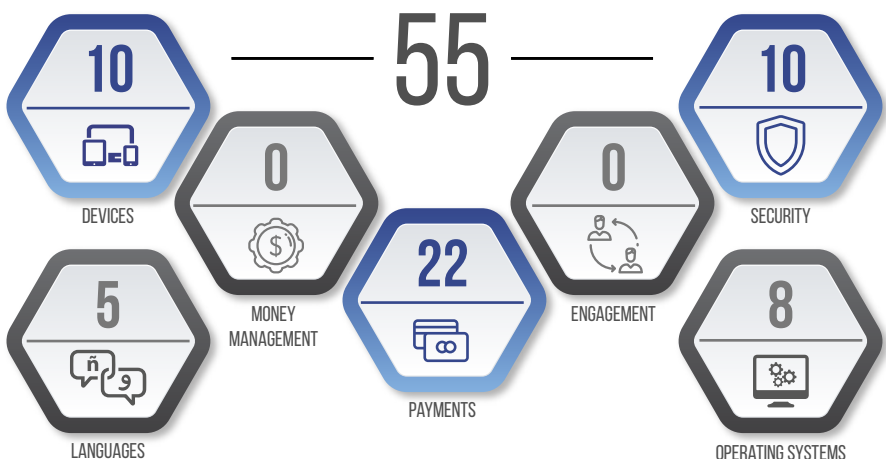 55
10
DEVICES
0
MONEY
MANAGEMENT
22
PAYMENTS
0
ENGAGEMENT
10
SECURITY
5
ñ و
LANGUAGES
8
OPERATING SYSTEMS
$